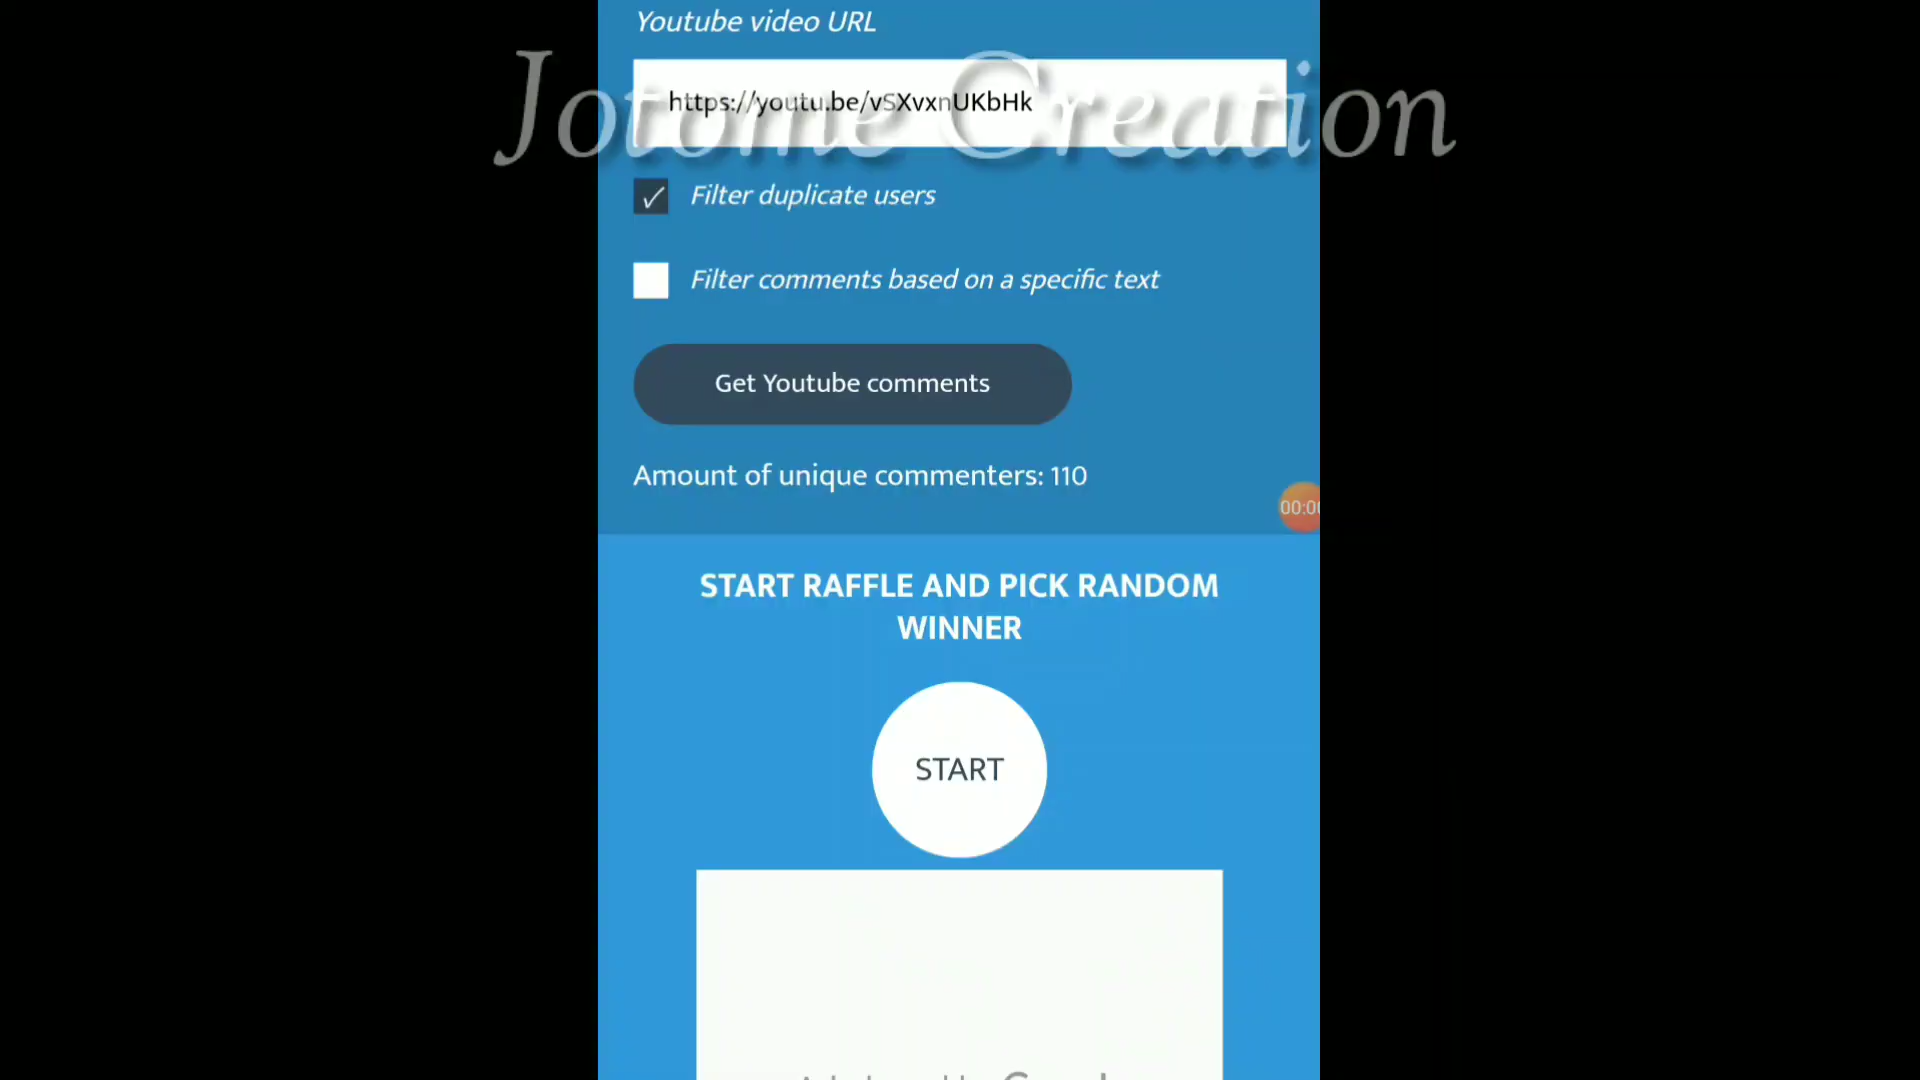 Youtube video URL
Jotome Creation
https://youtu.be/vSXvxnUKbHk
Filter duplicate users
Filter comments based on a specific text
Get Youtube comments
Amount of unique commenters: 110
START RAFFLE AND PICK RANDOM
WINNER
START